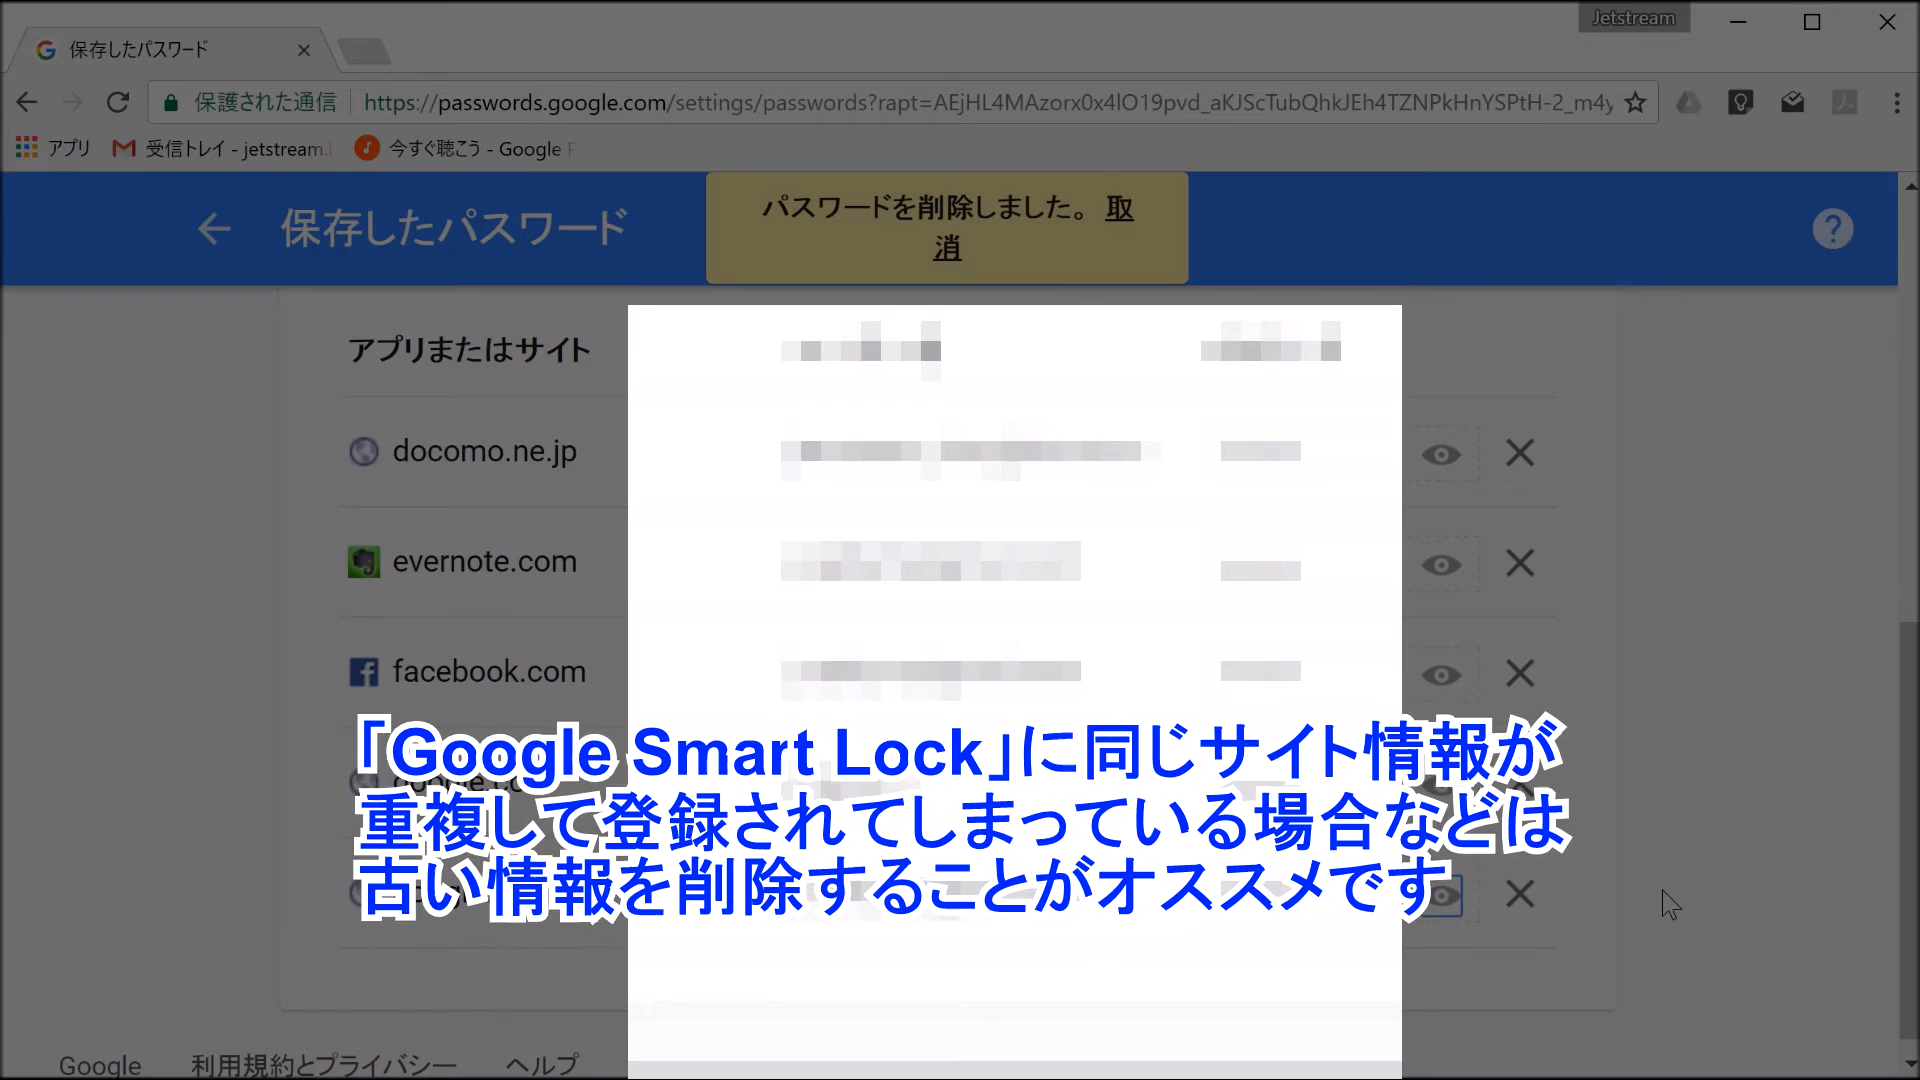 Jetstream
保存したパスワード
保護された通信
https://passwords.google.com/settings/passwords?rapt=AEjHL4MAzorx0x4lO19pvd_aKJScTubQhkJEh4TZNPkHnYSPtH-2_m4y
アプリ
受信トレイ - jetstream.
今すぐ聴こう - Google
保存したパスワード
パスワードを削除しました。 取
消
アプリまたはサイト
docomo.ne.jp
evernote.com
facebook.com
「Google Smart Lock」に同じサイト情報が
重複して登録されてしまっている場合などは
古い情報を削除することがオススメです
Google
利用規約とプライバシー
ヘルプ